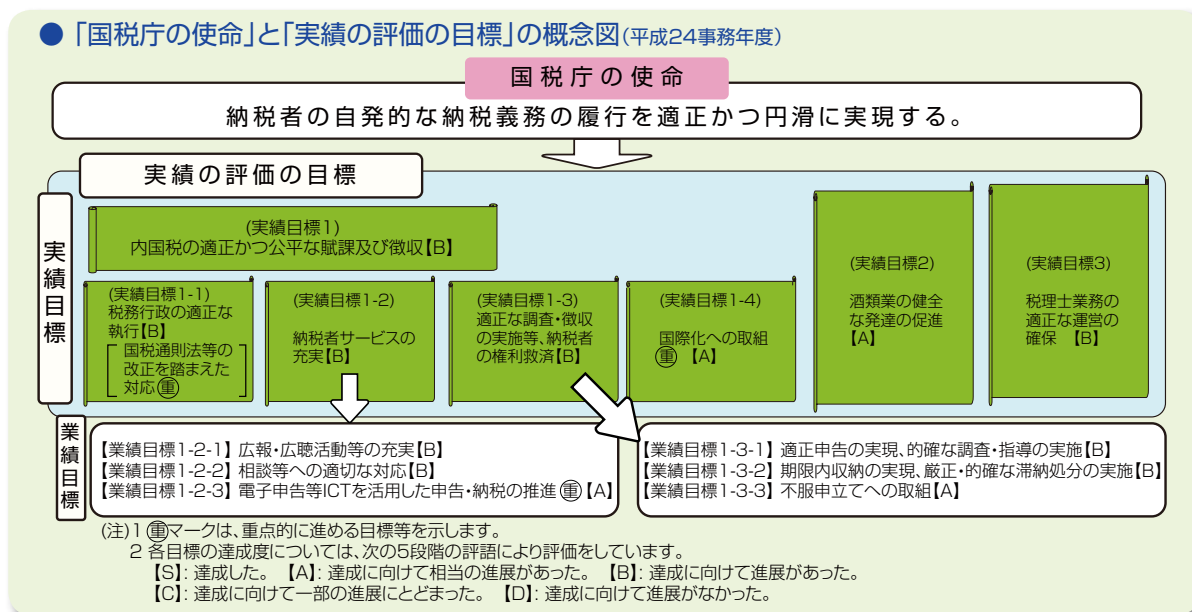 ● 「国税庁の使命」と「実績の評価の目標」の概念図(平成24事務年度)
国税庁の使命
納税者の自発的な納税義務の履行を適正かつ円滑に実現する。
実績の評価の目標
実績目標
(実績目標1)
内国税の適正かつ公平な賦課及び徴収【B】
(実績目標1-1)
税務行政の適正な
執行【B】
国税通則法等の
改正を踏まえた
対応㊩
(実績目標1-2)
納税者サービスの
充実【B】
(実績目標1-3)
適正な調査・徴収
の実施等、納税者
の権利救済【B】
(実績目標1-4)
国際化への取組
重 【A】
(実績目標2)
酒類業の健全
な発達の促進
【A】
(実績目標3)
税理士業務の
適正な運営の
確保 【B】
業績目標
【業績目標1-2-1】 広報・広聴活動等の充実【B】
【業績目標1-2-2】 相談等への適切な対応【B】
【業績目標1-2-3】 電子申告等ICTを活用した申告・納税の推進 重【A】
【業績目標1-3-1】 適正申告の実現、的確な調査・指導の実施【B】
【業績目標1-3-2】 期限内収納の実現、厳正・的確な滞納処分の実施【B】
【業績目標1-3-3】 不服申立てへの取組【A】
(注)1 重マークは、重点的に進める目標等を示します。
2 各目標の達成度については、次の5段階の評語により評価をしています。
【S】: 達成した。 【A】: 達成に向けて相当の進展があった。 【B】: 達成に向けて進展があった。
【C】: 達成に向けて一部の進展にとどまった。 【D】: 達成に向けて進展がなかった。